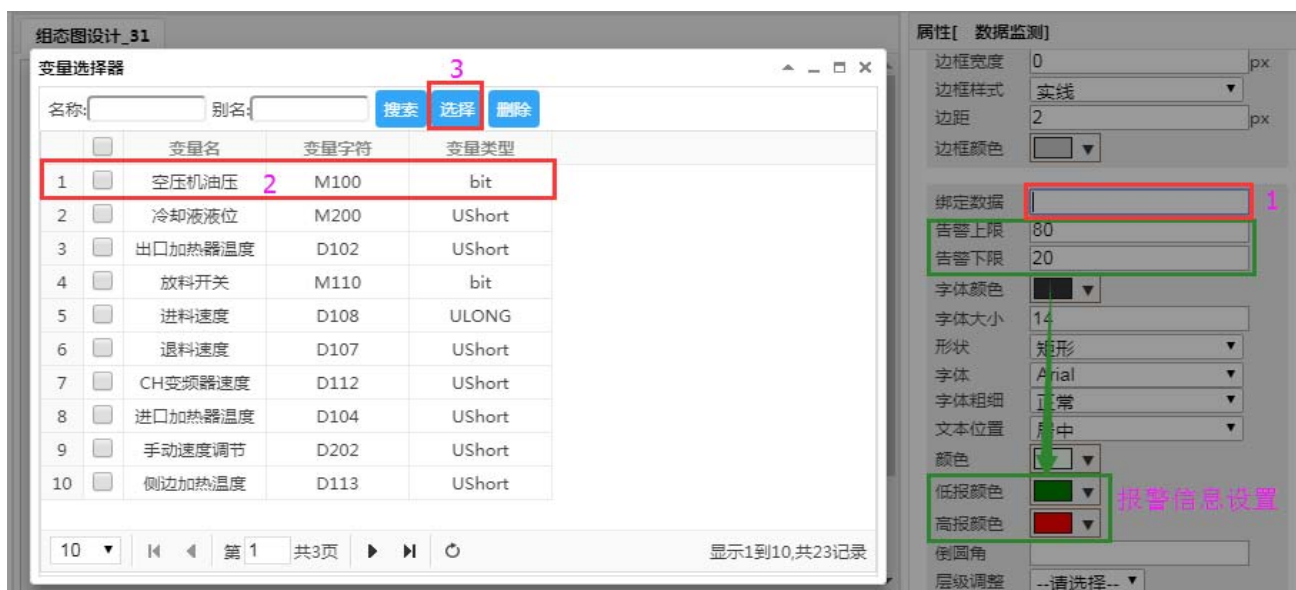 组态图设计_31
变量选择器
3
名称:
别名:
搜索 选择 删除
变量名 变量字符 变量类型
1 空压机油压 2 M100 bit
2 冷却液液位 M200 UShort
3 出口加热器温度 D102 UShort
4 放料开关 M110 bit
5 进料速度 D108 ULONG
6 退料速度 D107 UShort
7 CH变频器速度 D112 UShort
8 进口加热器温度 D104 UShort
9 手动速度调节 D202 UShort
10 侧边加热温度 D113 UShort
10 第 1 共3页 显示1到10,共23记录
属性[ 数据监测]
边框宽度 0 px
边框样式 实线
边距 2 px
边框颜色
绑定数据 1
告警上限 80
告警下限 20
字体颜色
字体大小 14
形状 矩形
字体 Arial
字体粗细 正常
文本位置 居中
颜色
低报颜色
报警信息设置
高报颜色
倒圆角
层级调整 --请选择--